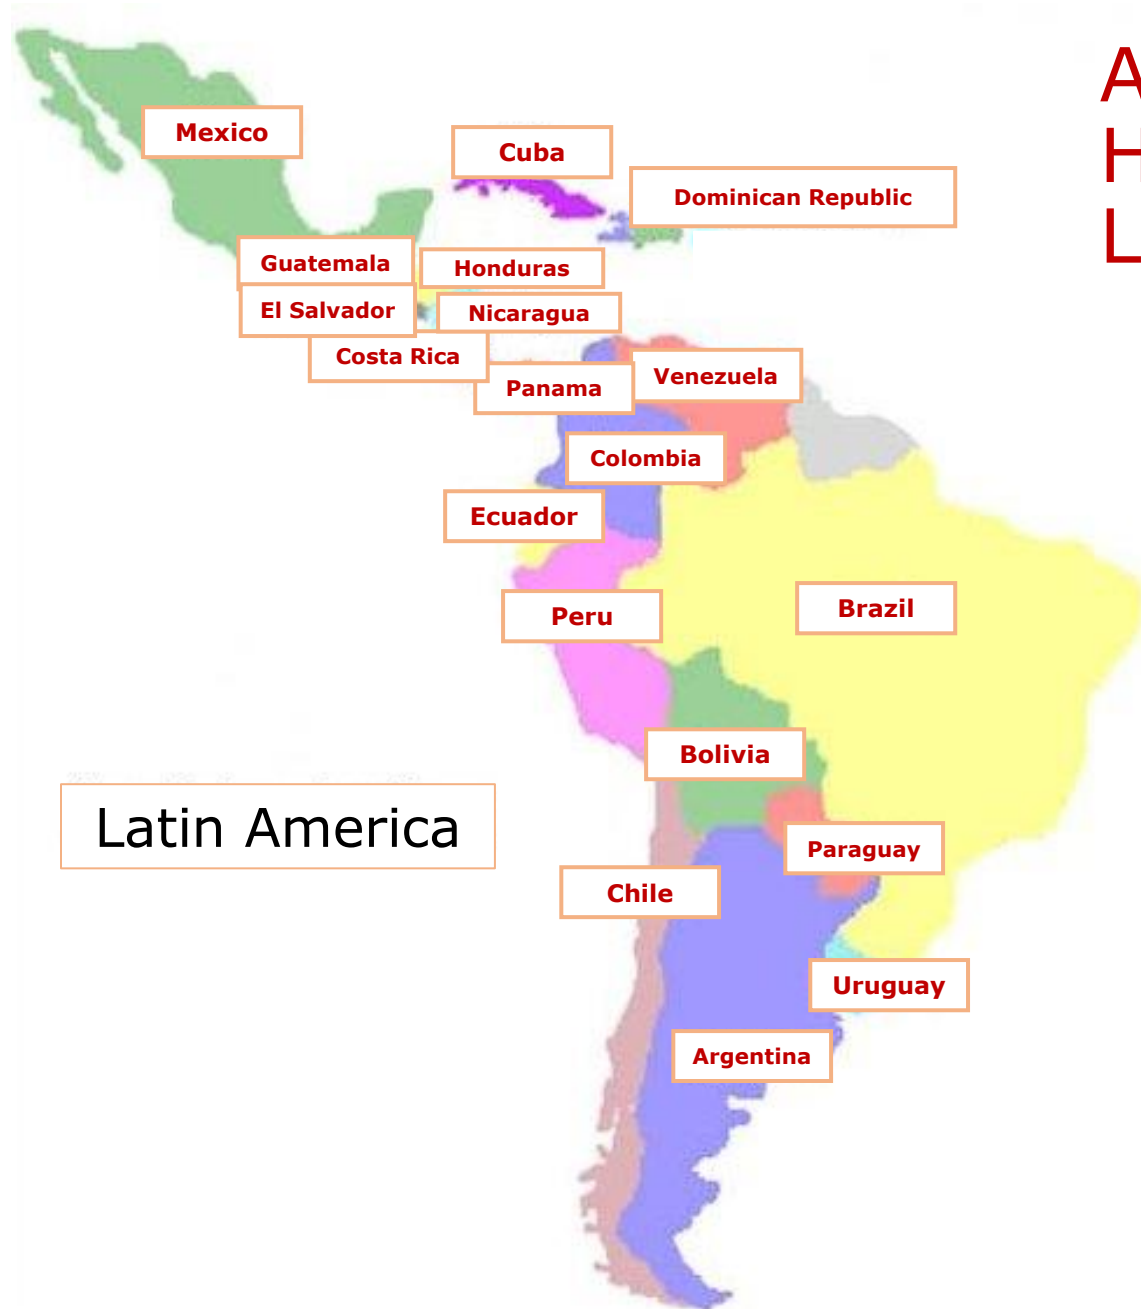 A
H
L
Mexico
Cuba
Dominican Republic
Guatemala
Honduras
El Salvador
Nicaragua
Costa Rica
Panama
Venezuela
Colombia
Ecuador
Peru
Brazil
Bolivia
Latin America
Paraguay
Chile
Uruguay
Argentina